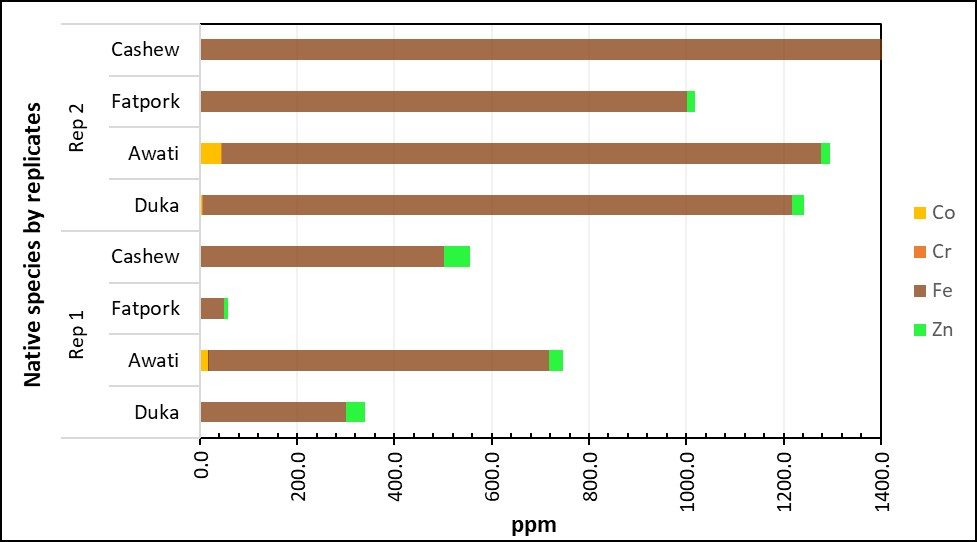 Native species by replicates
Rep 2
Cashew
Fatpork
Awati
Duka
Rep 1
Cashew
Fatpork
Awati
Duka
0.0 200.0 400.0 600.0 800.0 1000.0 1200.0 1400.0
ppm
Co
Cr
Fe
Zn